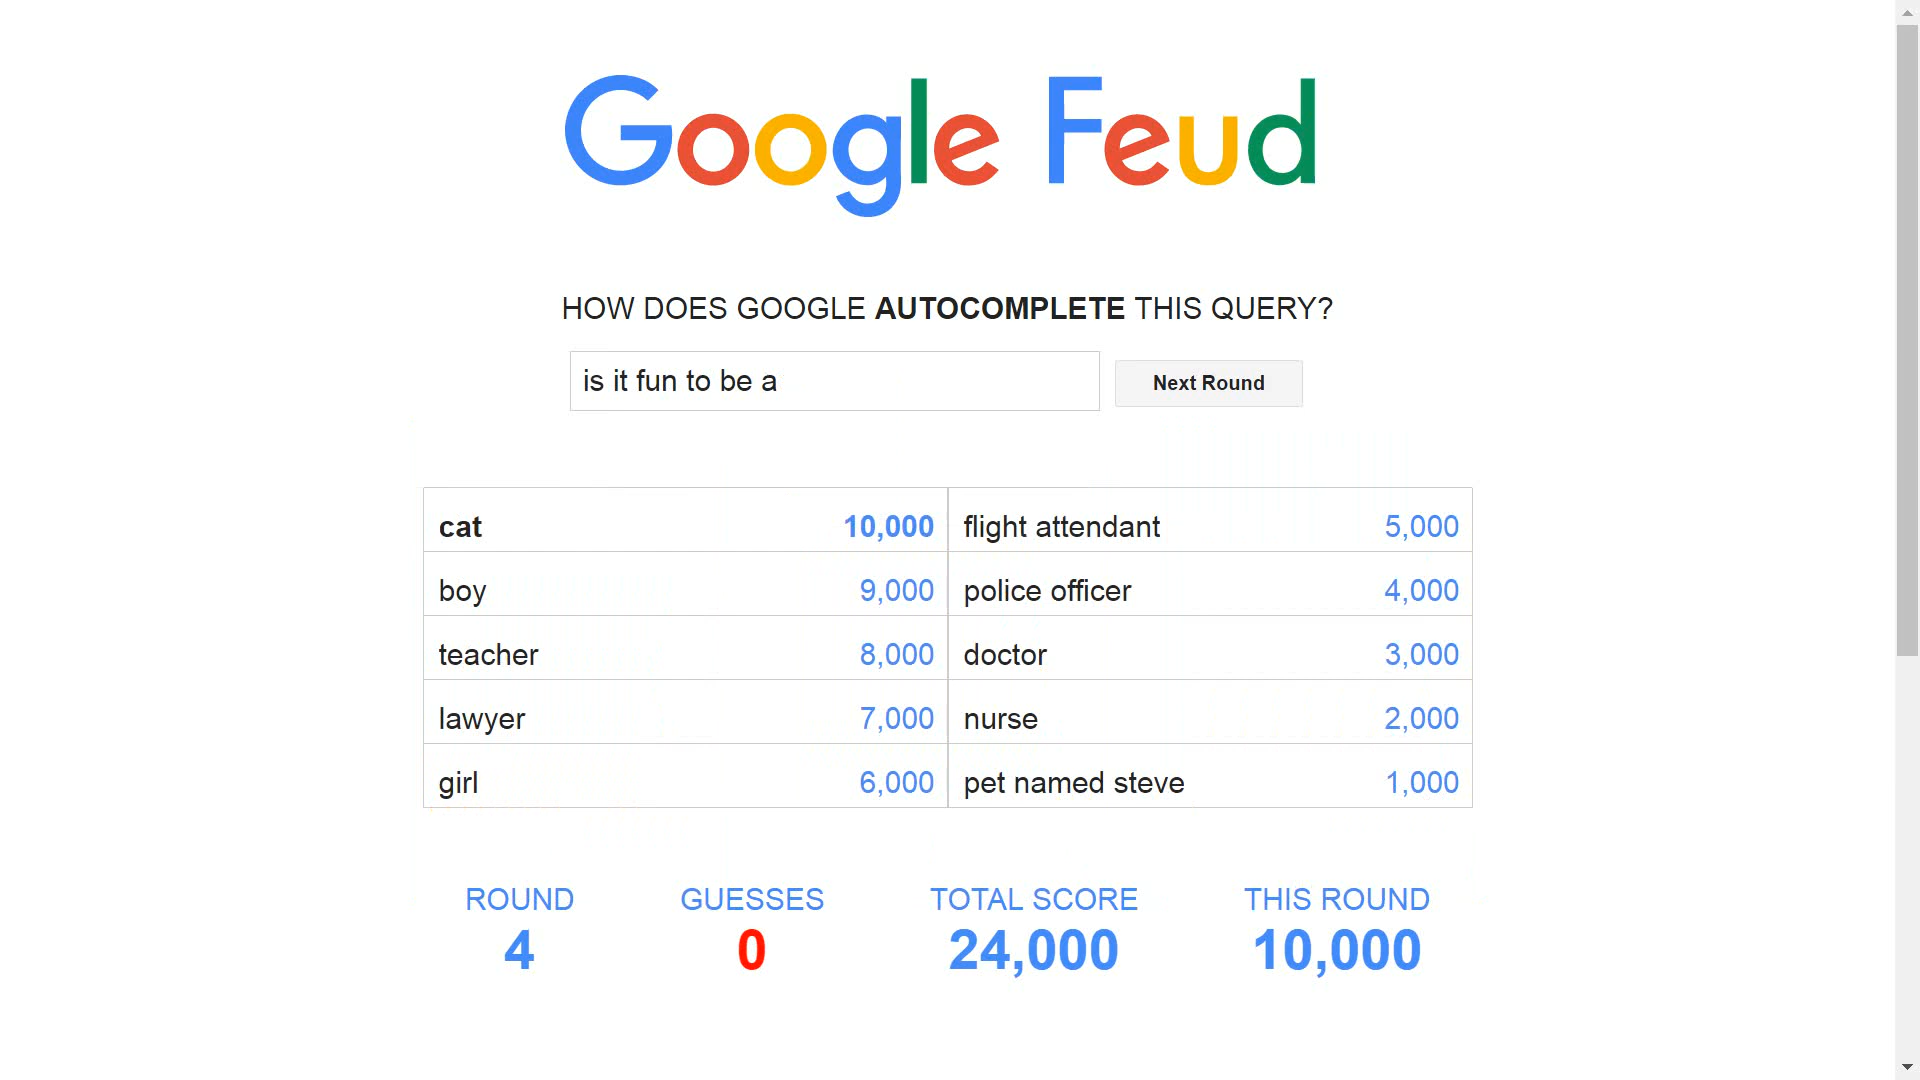 Google Feud
HOW DOES GOOGLE AUTOCOMPLETE THIS QUERY?
is it fun to be a
Next Round
cat 10,000
flight attendant 5,000
boy 9,000
police officer 4,000
teacher 8,000
doctor 3,000
lawyer 7,000
nurse 2,000
girl 6,000
pet named steve 1,000
ROUND GUESSES TOTAL SCORE THIS ROUND
4 0 24,000 10,000